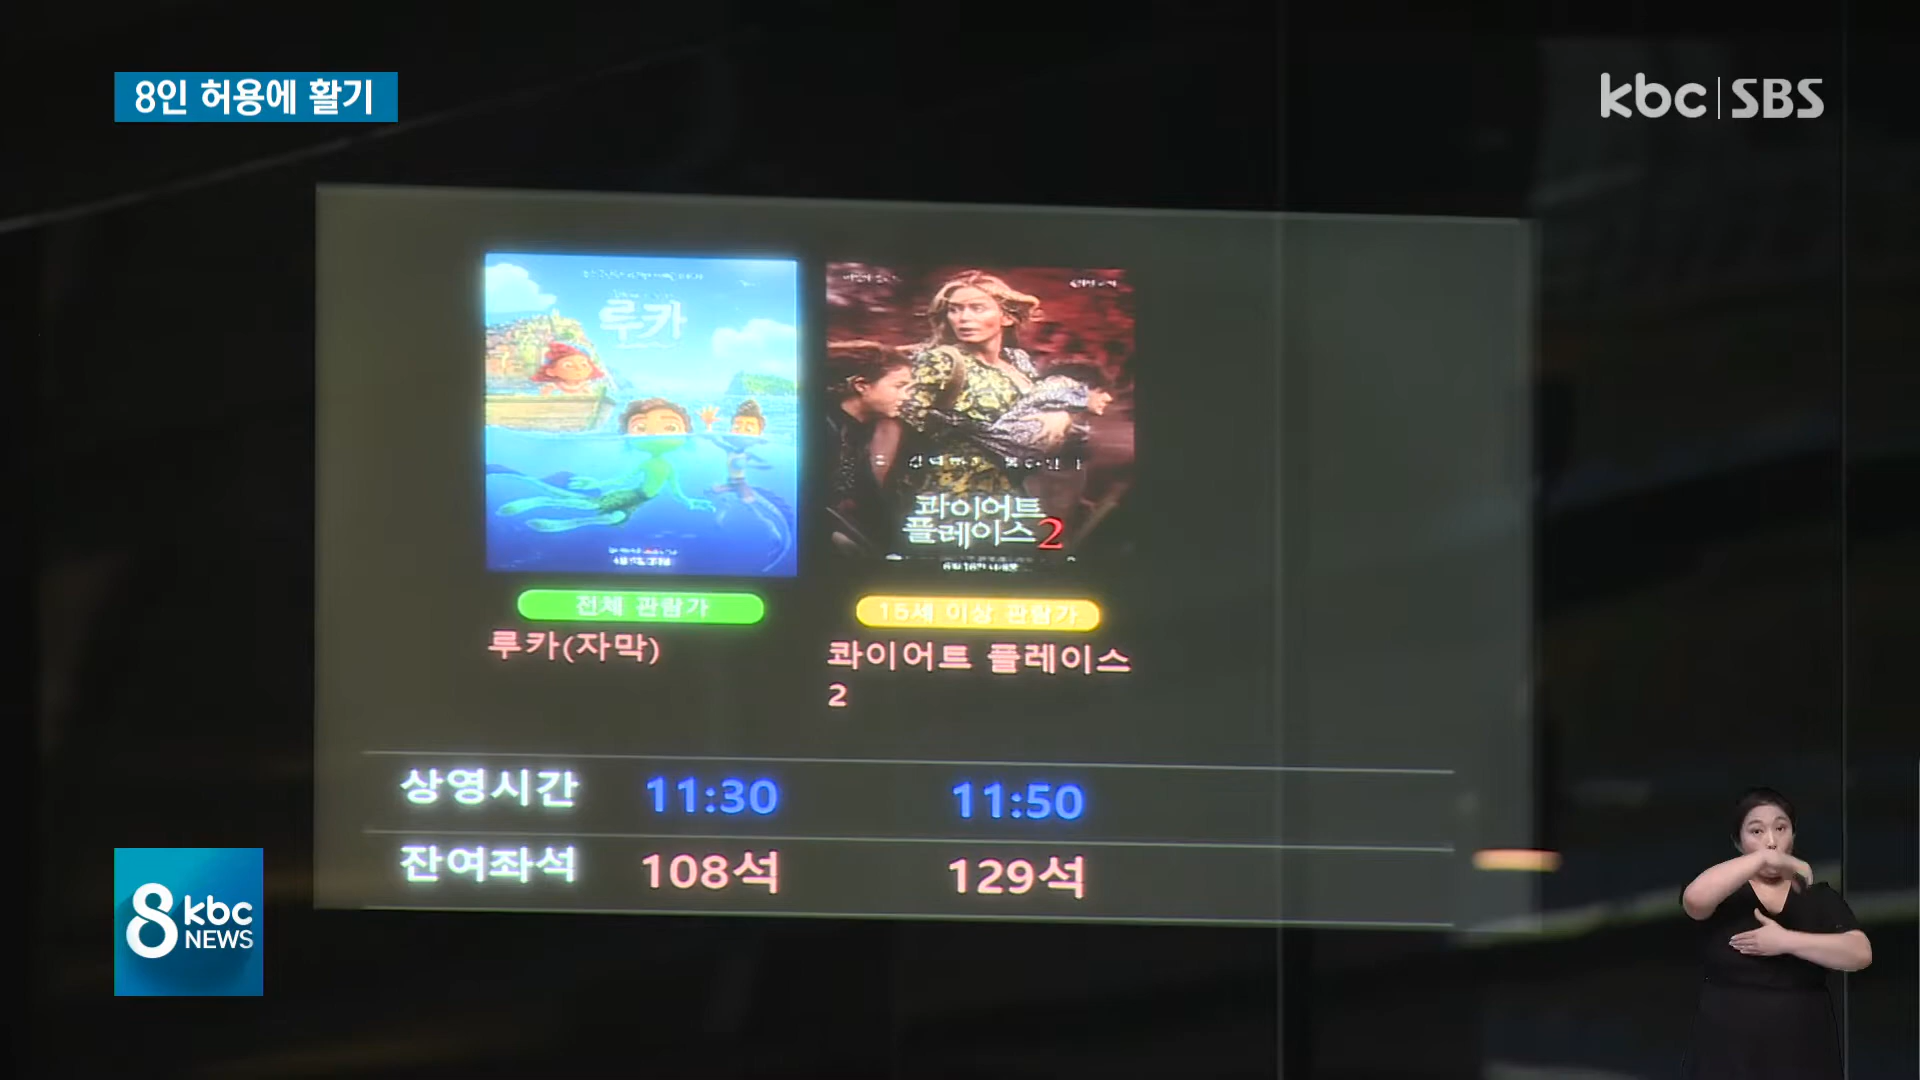 8인 허용에 활기
kbc SBS
루카
콰이어트
플레이스 2
전체 관람가
15세 이상 관람가
루카(자막)
콰이어트 플레이스
2
상영시간 11:30 11:50
잔여좌석 108석 129석
8 kbc
NEWS